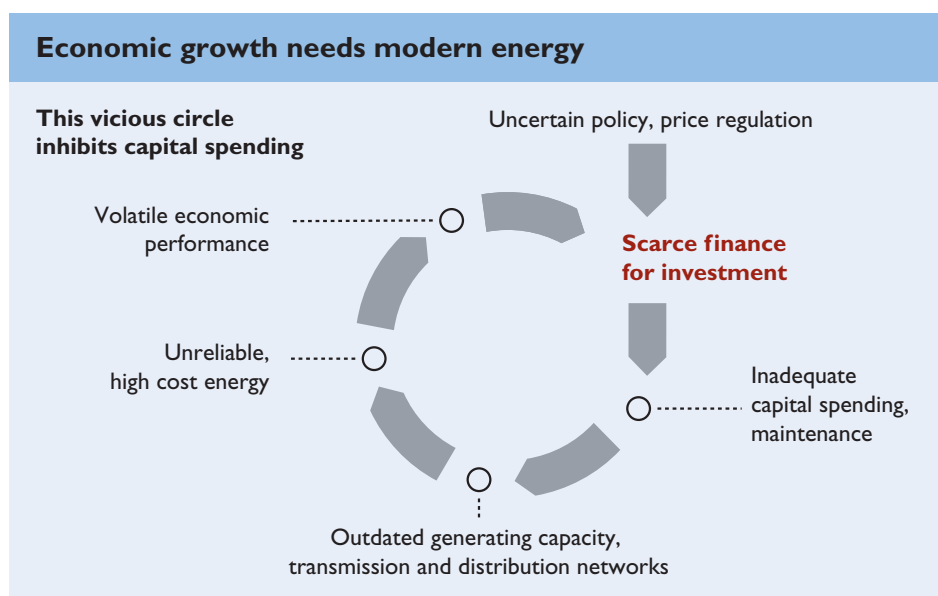 Economic growth needs modern energy
This vicious circle
inhibits capital spending
Uncertain policy, price regulation
Volatile economic
performance
Scarce finance
for investment
Unreliable,
high cost energy
Inadequate
capital spending,
maintenance
Outdated generating capacity,
transmission and distribution networks